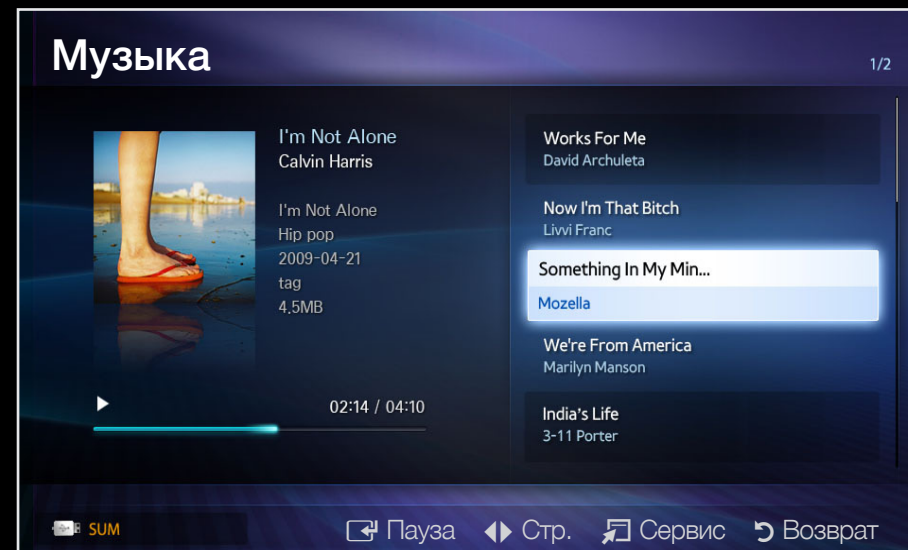 Музыка
1/2
I'm Not Alone
Calvin Harris
I'm Not Alone
Hip pop
2009-04-21
tag
4.5MB
02:14 / 04:10
Works For Me
David Archuleta
Now I'm That Bitch
Livvi Franc
Something In My Min...
Mozella
We're From America
Marilyn Manson
India's Life
3-11 Porter
SUM
Пауза Стр. Сервис Возврат